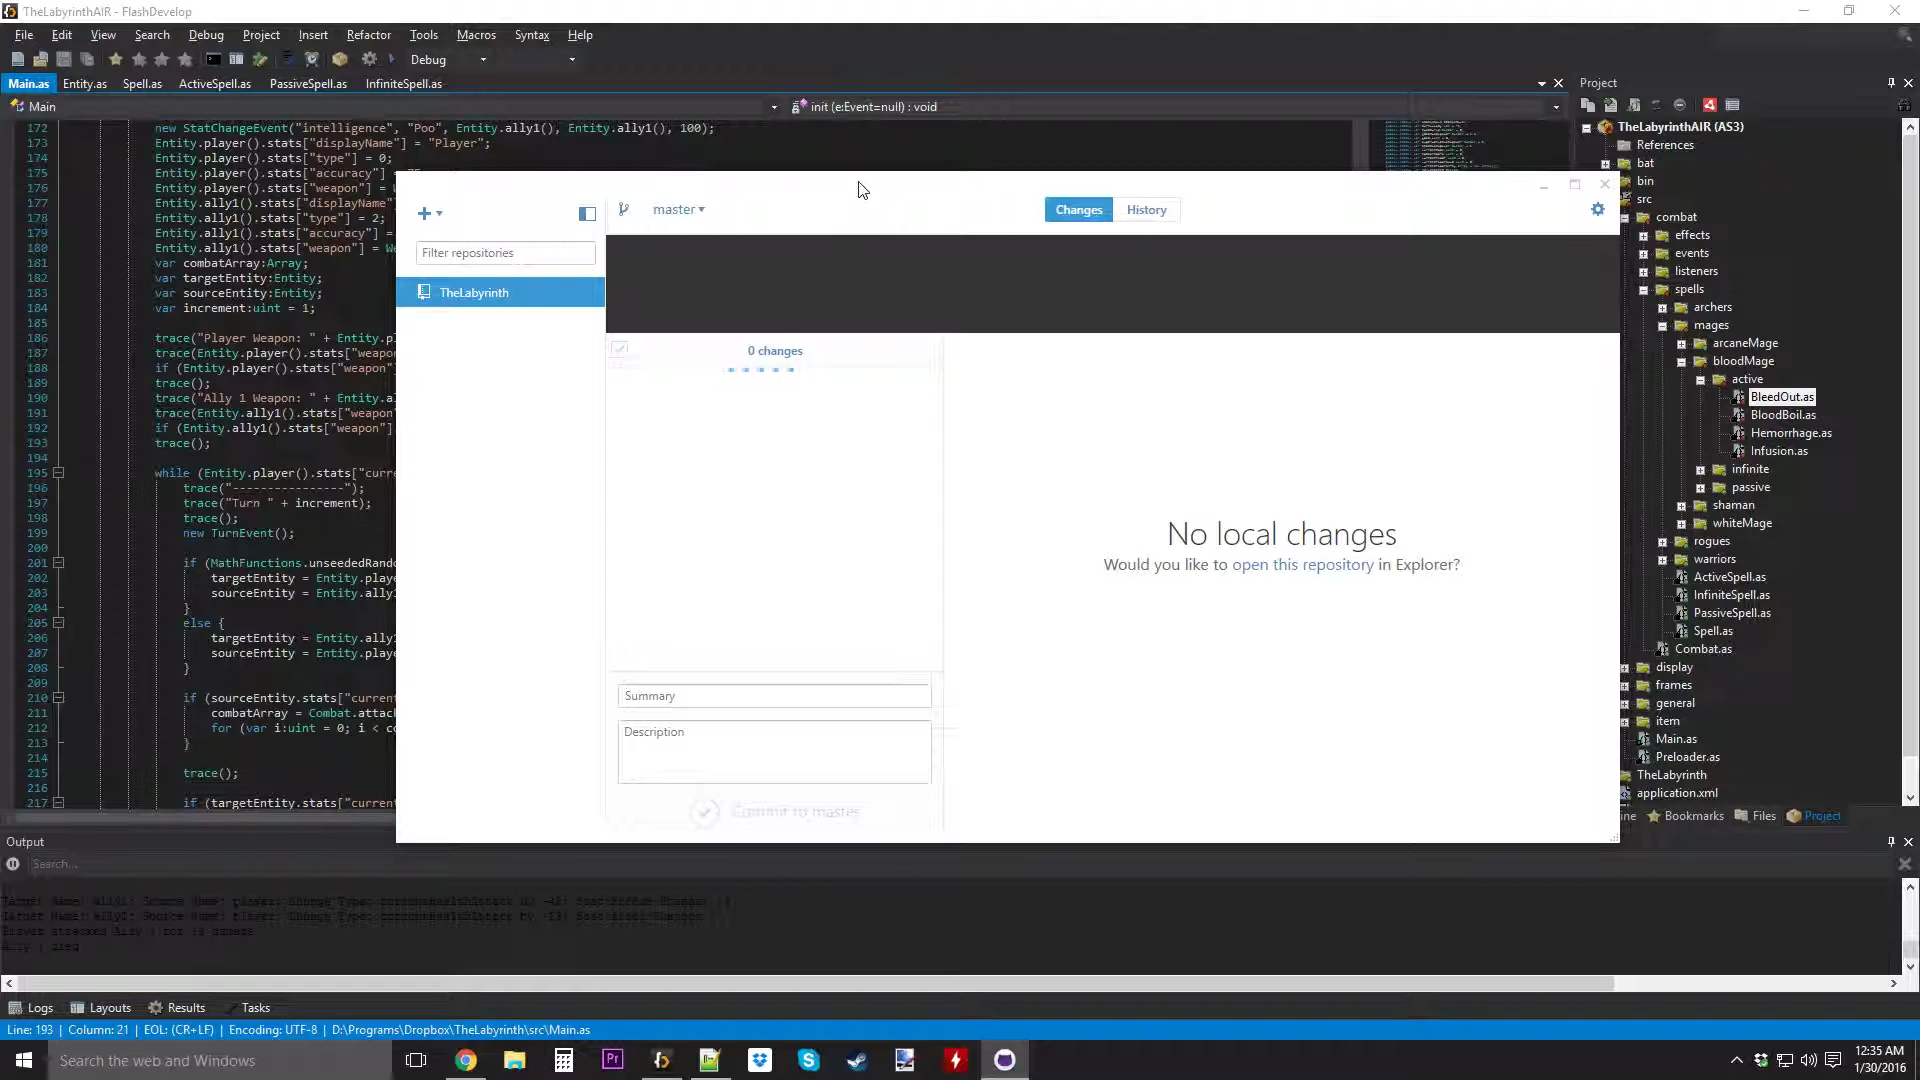 TheLabyrinthAIR - FlashDevelop
File Edit View Search Debug Project Insert Refactor Tools Macros Syntax Help
Debug
Main.as Entity.as Spell.as ActiveSpell.as PassiveSpell.as InfiniteSpell.as
Main
init (e:Event=null) : void
172 new StatChangeEvent("intelligence", "Poo", Entity.ally1(), Entity.ally1(), 100);
173 Entity.player().stats["displayName"] = "Player";
174 Entity.player().stats["type"] = 0;
175 Entity.player().stats["accuracy"] =
176 Entity.player().stats["weapon"] =
177 Entity.ally1().stats["displayName"]
178 Entity.ally1().stats["type"] = 2;
179 Entity.ally1().stats["accuracy"] =
180 Entity.ally1().stats["weapon"] = We
181 var combatArray:Array;
182 var targetEntity:Entity;
183 var sourceEntity:Entity;
184 var increment:uint = 1;
185
186 trace("Player Weapon: " + Entity.pl
187 trace(Entity.player().stats["weapo
188 if (Entity.player().stats["weapon"]
189 trace();
190 trace("Ally 1 Weapon: " + Entity.al
191 trace(Entity.ally1().stats["weapon"
192 if (Entity.ally1().stats["weapon"]
193 trace();
194
195 while (Entity.player().stats["curre
196 trace("----------------");
197 trace("Turn " + increment);
198 trace();
199 new TurnEvent();
200
201 if (MathFunctions.unseededRando
202 targetEntity = Entity.playe
203 sourceEntity = Entity.ally1
204 }
205 else {
206 targetEntity = Entity.ally1
207 sourceEntity = Entity.playe
208 }
209
210 if (sourceEntity.stats["current
211 combatArray = Combat.attack
212 for (var i:uint = 0; i < co
213 }
214
215 trace();
216
217 if (targetEntity.stats["current
master
Changes History
Filter repositories
TheLabyrinth
0 changes
Summary
Description
Commit to master
No local changes
Would you like to open this repository in Explorer?
Project
TheLabyrinthAIR (AS3)
References
bat
bin
src
combat
effects
events
listeners
spells
archers
mages
arcaneMage
bloodMage
active
BleedOut.as
BloodBoil.as
Hemorrhage.as
Infusion.as
infinite
passive
shaman
whiteMage
rogues
warriors
ActiveSpell.as
InfiniteSpell.as
PassiveSpell.as
Spell.as
Combat.as
display
frames
general
item
Main.as
Preloader.as
TheLabyrinth
application.xml
ne Bookmarks Files Project
Output
Search...
Logs Layouts Results Tasks
Line: 193 | Column: 21 | EOL: (CR+LF) | Encoding: UTF-8 | D:\Programs\Dropbox\TheLabyrinth\src\Main.as
Search the web and Windows
Pr
12:35 AM
1/30/2016